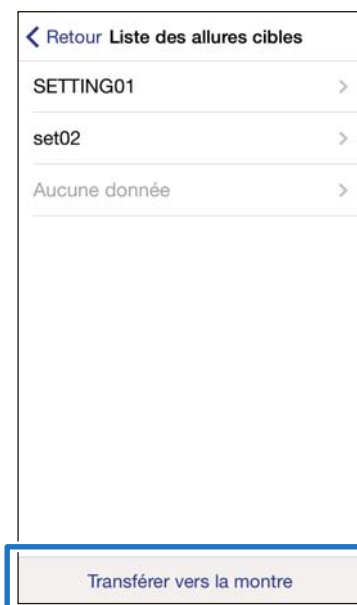 Retour Liste des allures cibles
SETTING01
set02
Aucune donnée
Transférer vers la montre